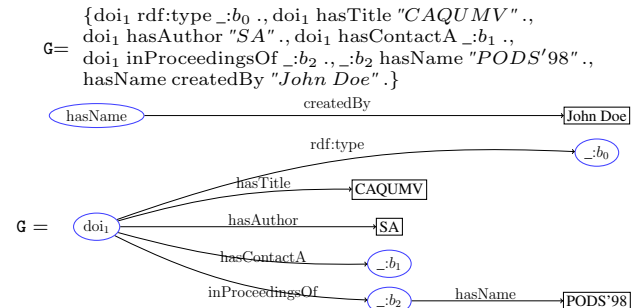 {doi₁ rdf:type _:b₀ ., doi₁ hasTitle "CAQUMV" .,
G= doi₁ hasAuthor "SA" ., doi₁ hasContactA _:b₁ .,
doi₁ inProceedingsOf _:b₂ ., _:b₂ hasName "PODS′98" .,
hasName createdBy "John Doe" .}
hasName createdBy John Doe
rdf:type _:b₀
hasTitle CAQUMV
G = doi₁ hasAuthor SA
hasContactA _:b₁
inProceedingsOf _:b₂ hasName PODS'98